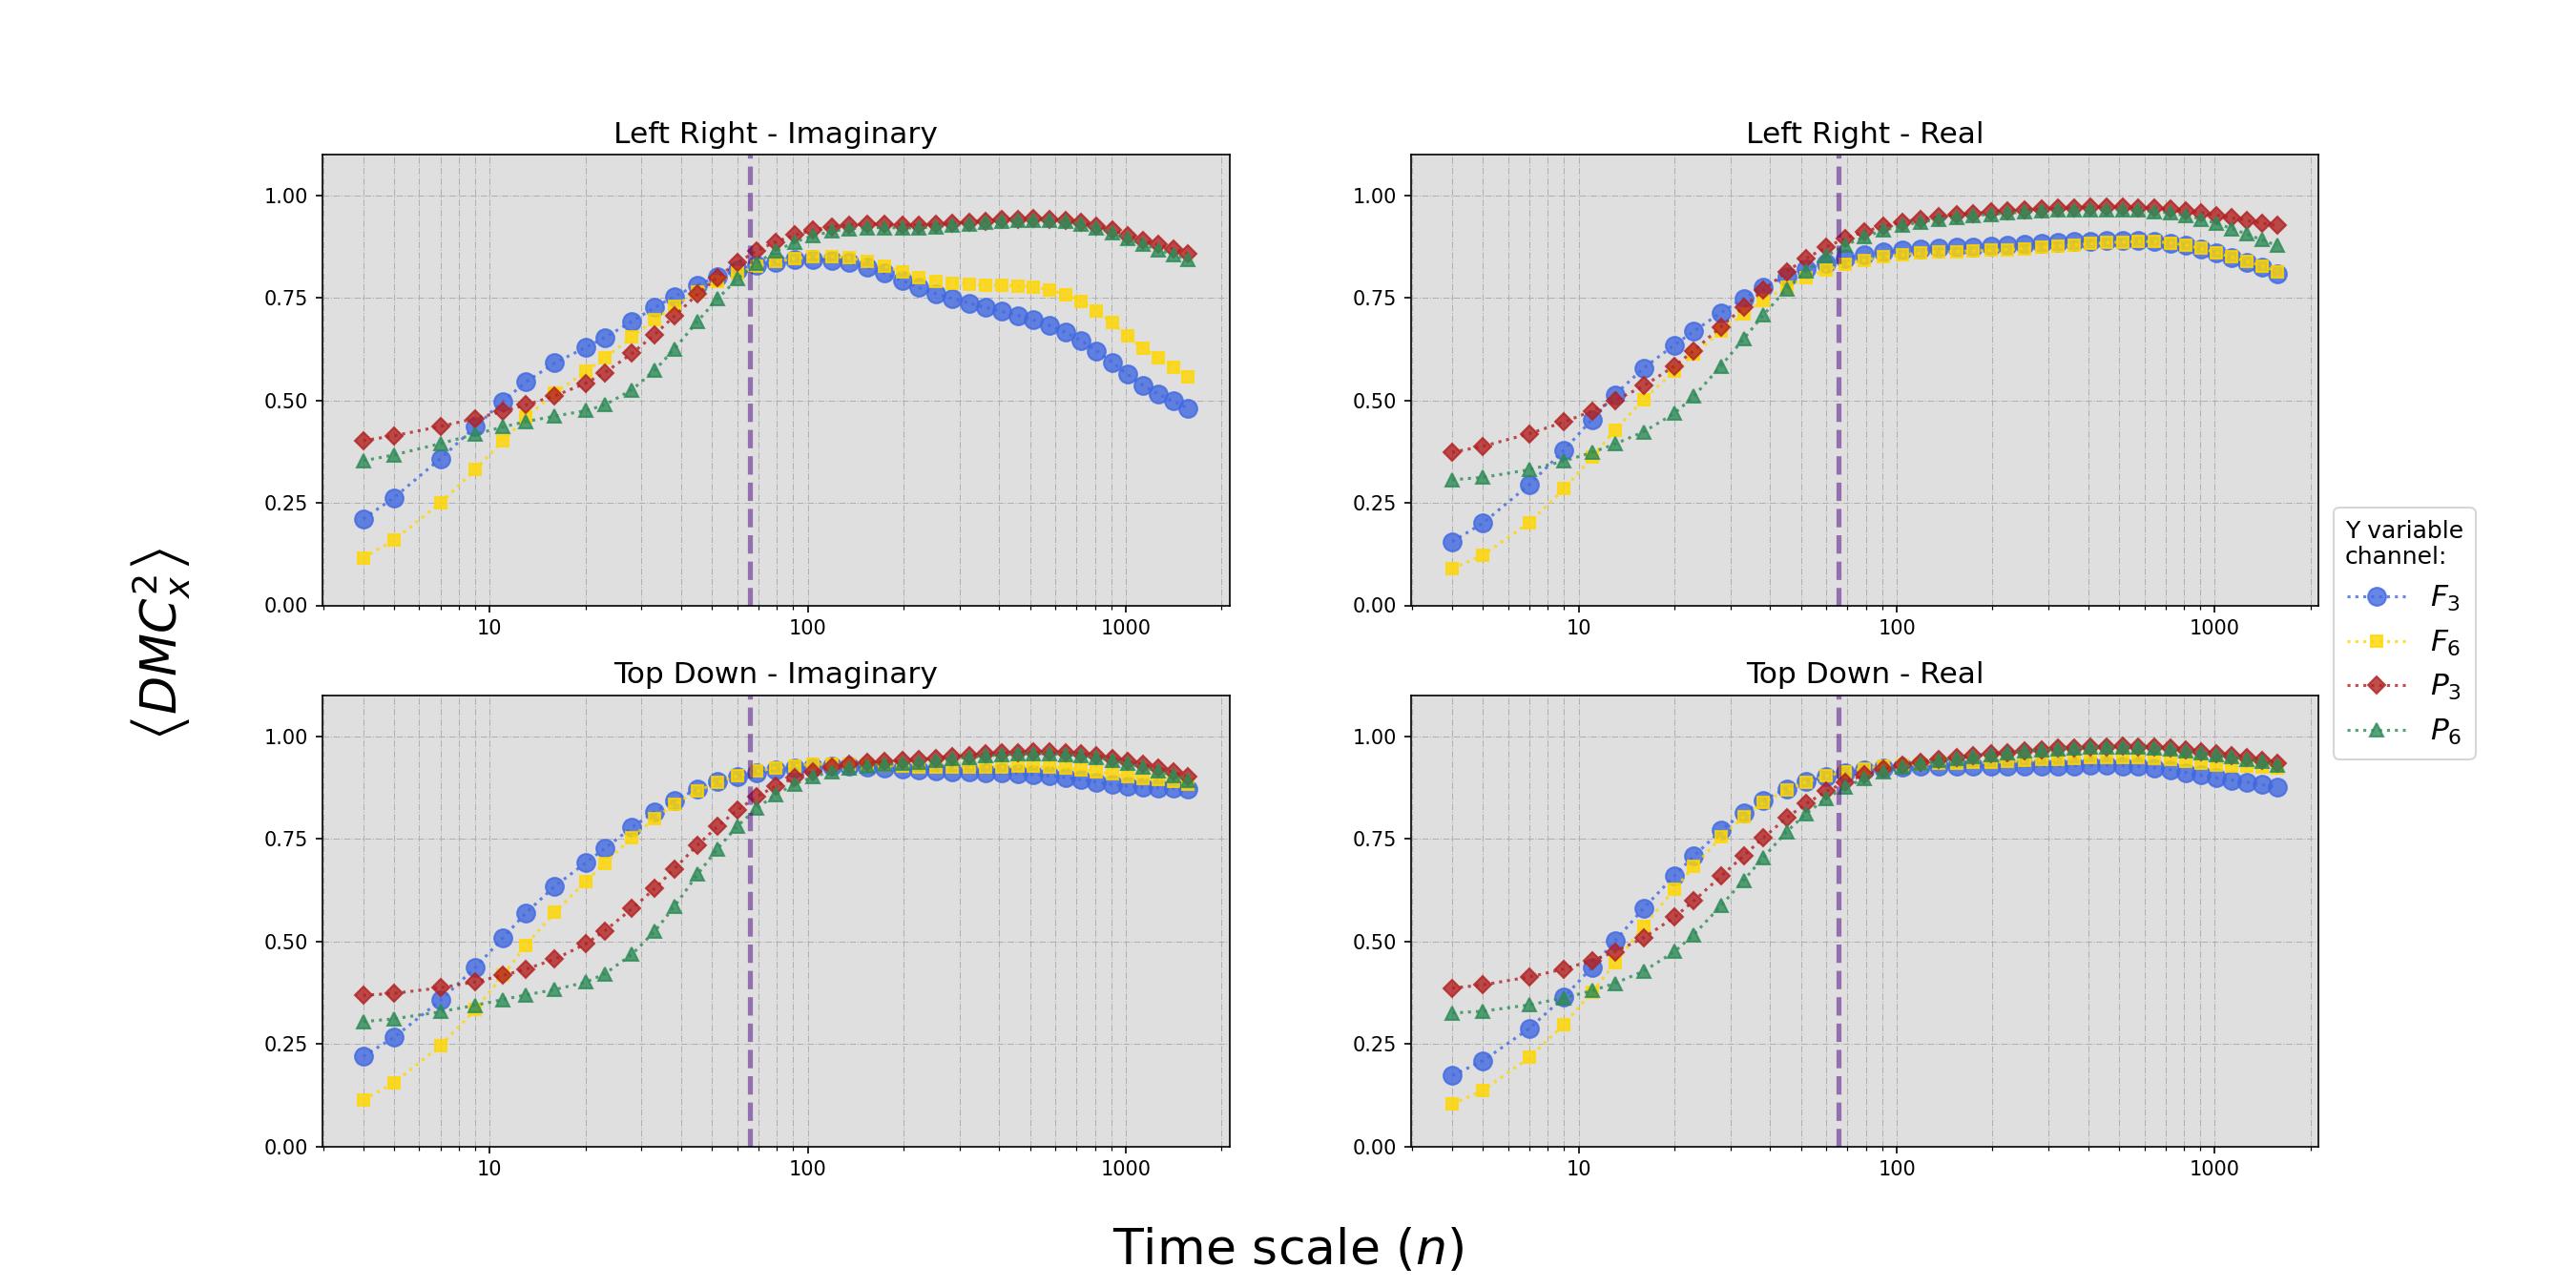 Left Right - Imaginary
1.00
0.75
0.50
0.25
0.00
10 100 1000
Left Right - Real
1.00
0.75
0.50
0.25
0.00
10 100 1000
Top Down - Imaginary
1.00
0.75
0.50
0.25
0.00
10 100 1000
Top Down - Real
1.00
0.75
0.50
0.25
0.00
10 100 1000
⟨DMC²ₓ⟩
Time scale (n)
Y variable
channel:
F₃
F₆
P₃
P₆